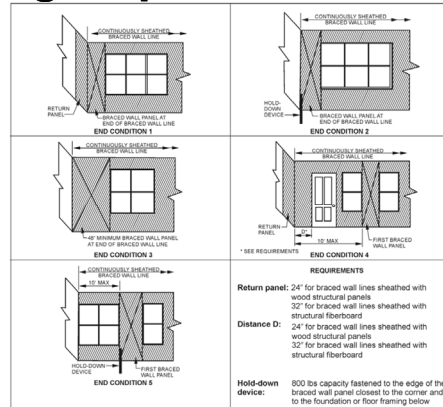 CONTINUOUSLY SHEATHED
BRACED WALL LINE
RETURN
PANEL
BRACED WALL PANEL AT
END OF BRACED WALL LINE
END CONDITION 1
CONTINUOUSLY SHEATHED
BRACED WALL LINE
HOLD-
DOWN
DEVICE
BRACED WALL PANEL AT
END OF BRACED WALL LINE
END CONDITION 2
CONTINUOUSLY SHEATHED
BRACED WALL LINE
48" MINIMUM BRACED WALL PANEL
AT END OF BRACED WALL LINE
END CONDITION 3
CONTINUOUSLY SHEATHED
BRACED WALL LINE
RETURN
PANEL
D*
10' MAX
FIRST BRACED
WALL PANEL
* SEE REQUIREMENTS
END CONDITION 4
CONTINUOUSLY SHEATHED
BRACED WALL LINE
10' MAX
HOLD-DOWN
DEVICE
FIRST BRACED
WALL PANEL
END CONDITION 5
REQUIREMENTS
Return panel: 24" for braced wall lines sheathed with
wood structural panels
32" for braced wall lines sheathed with
structural fiberboard
Distance D: 24" for braced wall lines sheathed with
wood structural panels
32" for braced wall lines sheathed with
structural fiberboard
Hold-down 800 lbs capacity fastened to the edge of the
device: braced wall panel closest to the corner and
to the foundation or floor framing below